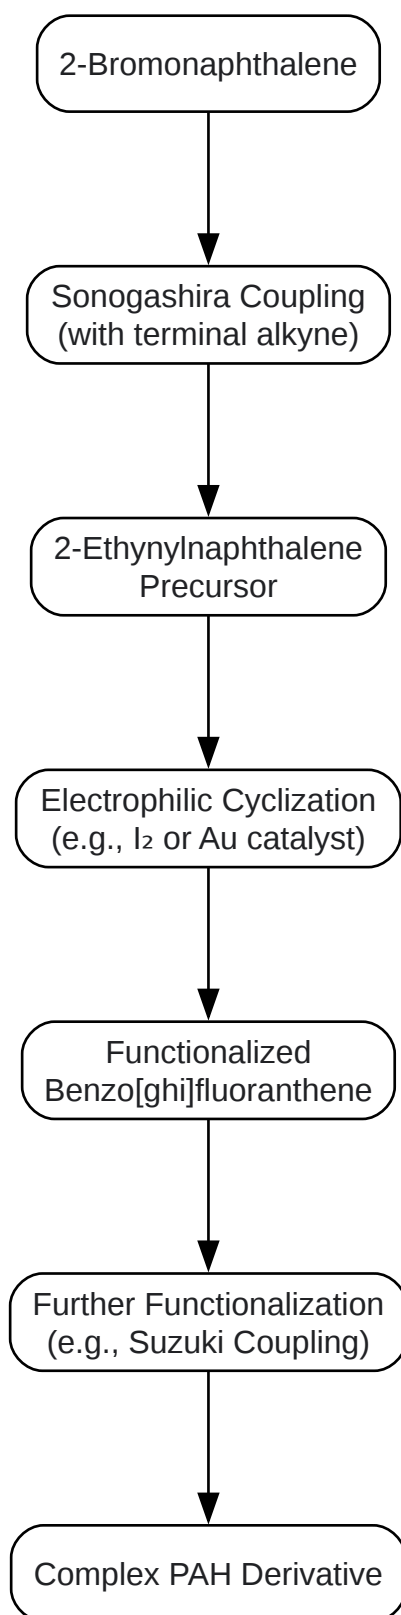 2-Bromonaphthalene
Sonogashira Coupling
(with terminal alkyne)
2-Ethynylnaphthalene
Precursor
Electrophilic Cyclization
(e.g., I₂ or Au catalyst)
Functionalized
Benzo[ghi]fluoranthene
Further Functionalization
(e.g., Suzuki Coupling)
Complex PAH Derivative